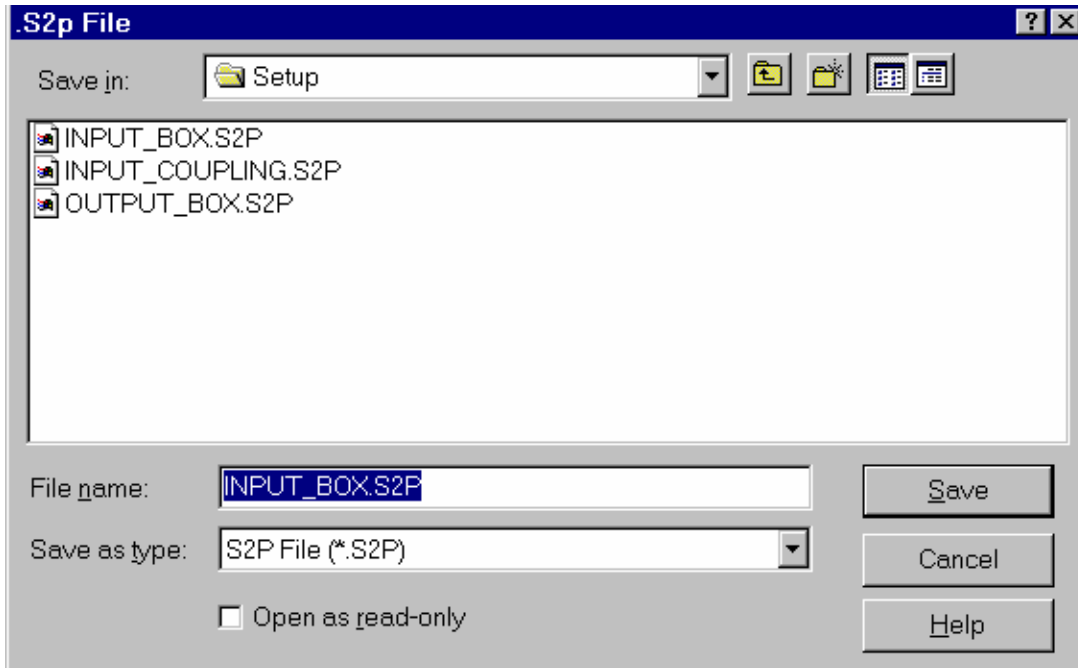 .S2p File
Save in:
Setup
INPUT_BOX.S2P
INPUT_COUPLING.S2P
OUTPUT_BOX.S2P
File name:
INPUT_BOX.S2P
Save
Save as type:
S2P File (*.S2P)
Cancel
Open as read-only
Help